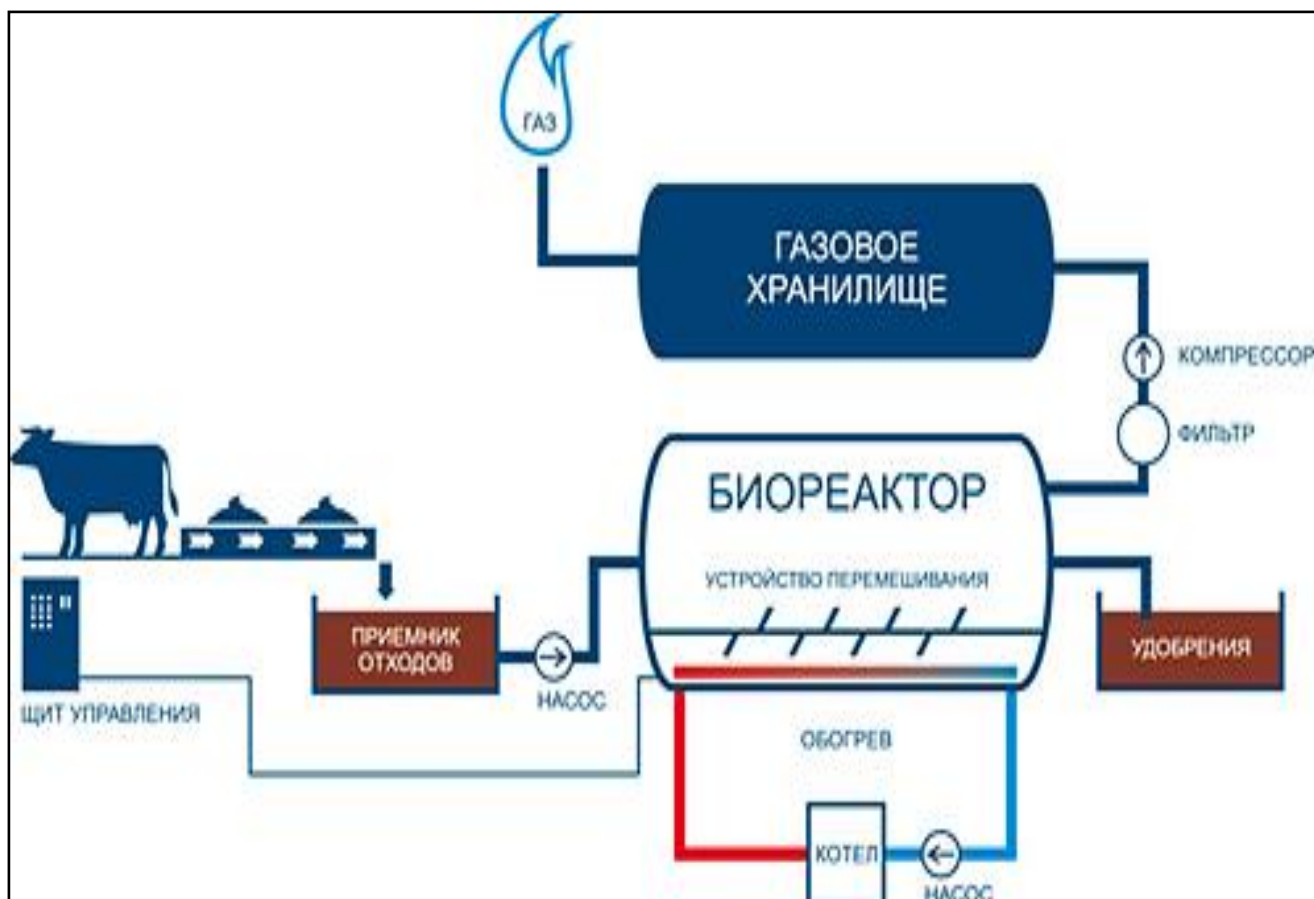 ГАЗ
ГАЗОВОЕ
ХРАНИЛИЩЕ
КОМПРЕССОР
ФИЛЬТР
БИОРЕАКТОР
УСТРОЙСТВО ПЕРЕМЕШИВАНИЯ
ПРИЕМНИК
ОТХОДОВ
УДОБРЕНИЯ
НАСОС
ЩИТ УПРАВЛЕНИЯ
ОБОГРЕВ
КОТЕЛ
НАСОС